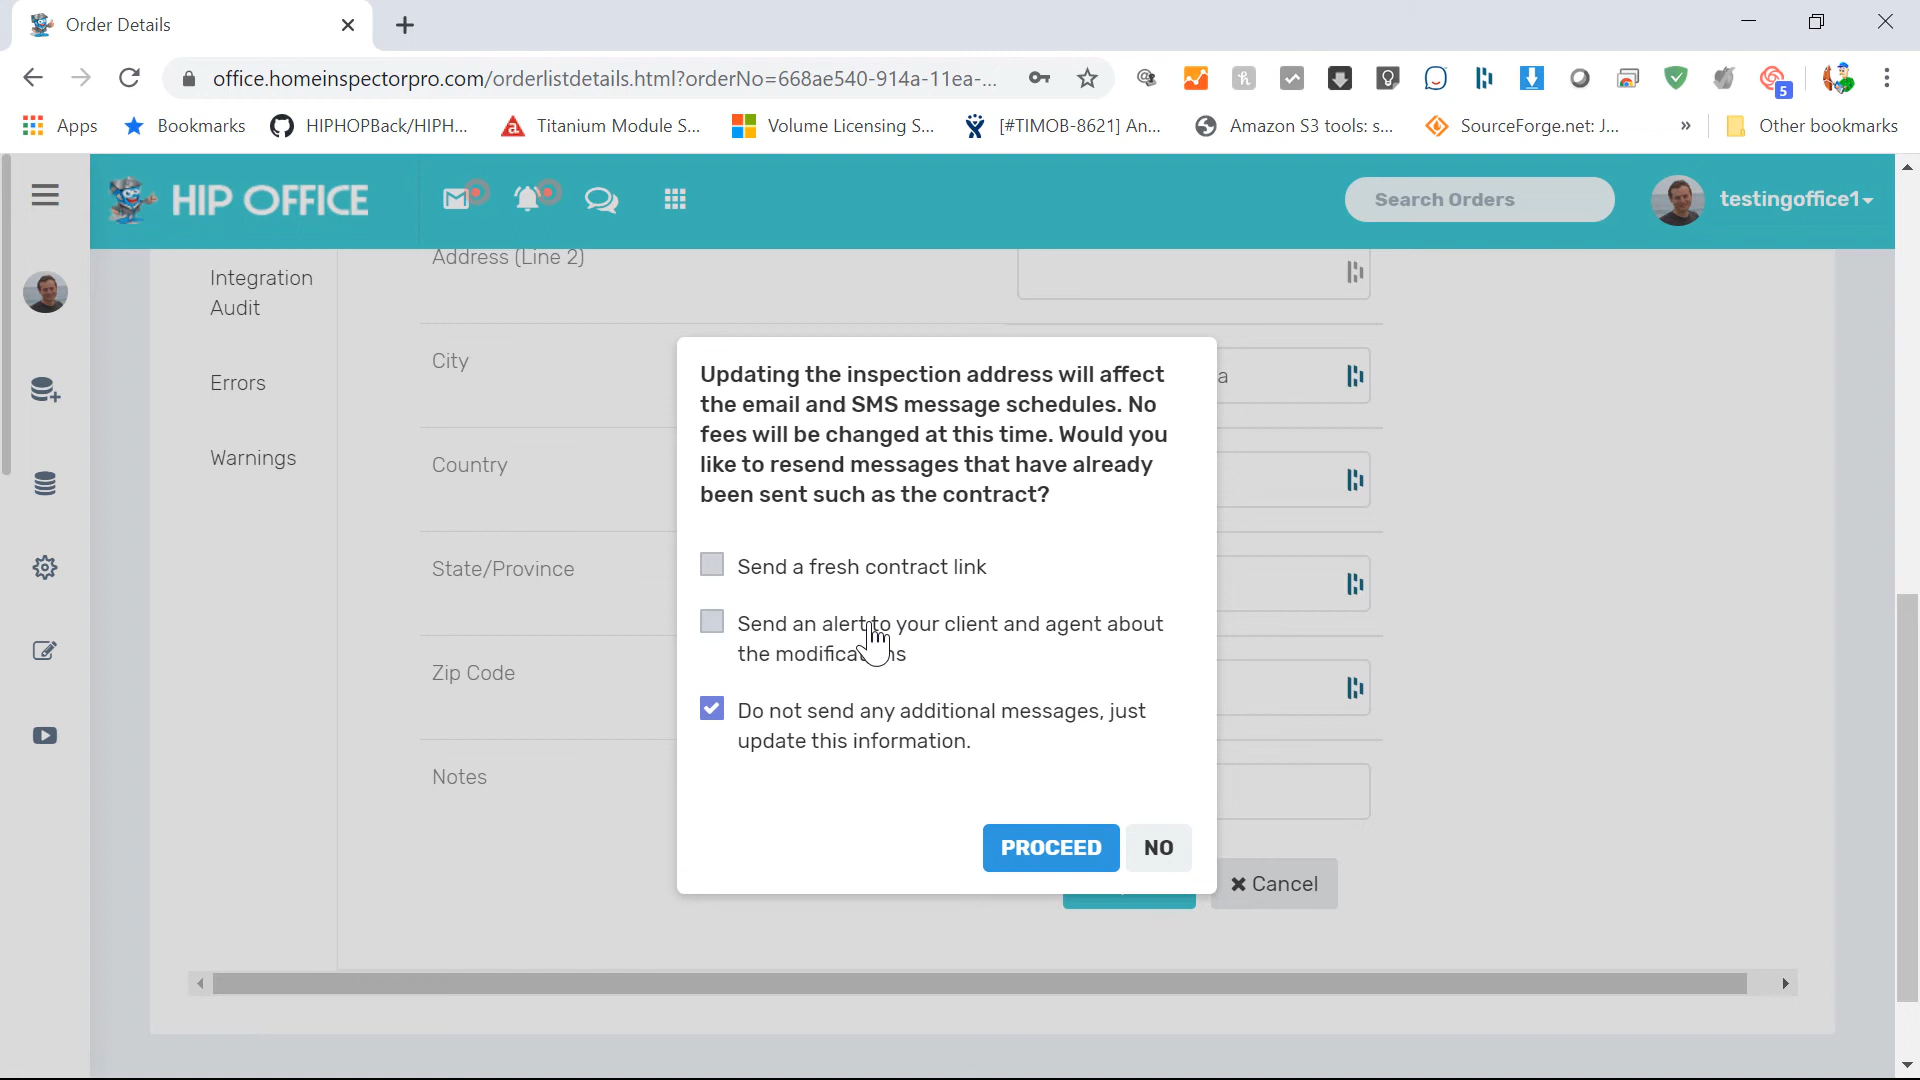 Order Details
office.homeinspectorpro.com/orderlistdetails.html?orderNo=668ae540-914a-11ea-...
5
Apps
Bookmarks
HIPHOPBack/HIPH...
Titanium Module S...
Volume Licensing S...
[#TIMOB-8621] An...
Amazon S3 tools: s...
SourceForge.net: J...
»
Other bookmarks
HIP OFFICE
Search Orders
testingoffice1
Integration
Audit
Errors
Warnings
Address (Line 2)
City
a
Country
State/Province
Zip Code
Notes
Updating the inspection address will affect
the email and SMS message schedules. No
fees will be changed at this time. Would you
like to resend messages that have already
been sent such as the contract?
Send a fresh contract link
Send an alert to your client and agent about
the modifications
Do not send any additional messages, just
update this information.
PROCEED
NO
Cancel